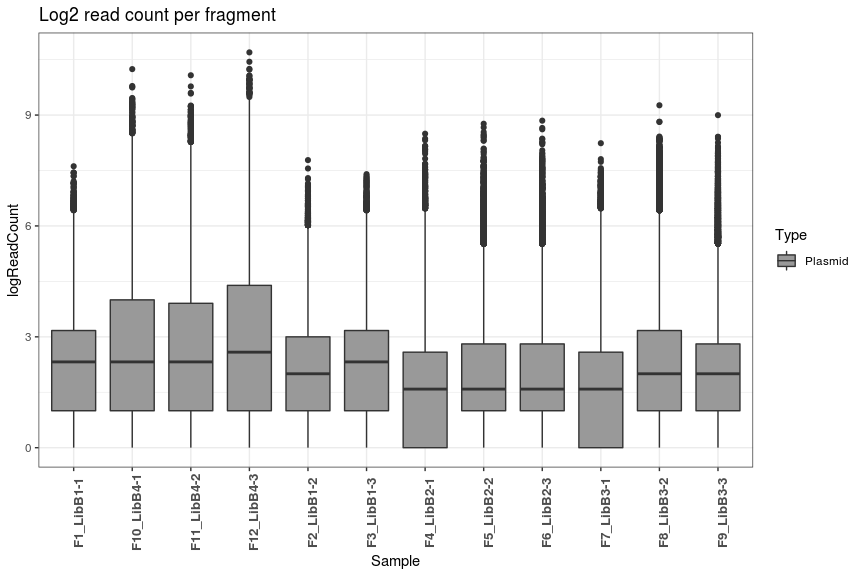 Log2 read count per fragment
logReadCount
9
6
3
0
F1_LibB1-1
F10_LibB4-1
F11_LibB4-2
F12_LibB4-3
F2_LibB1-2
F3_LibB1-3
F4_LibB2-1
F5_LibB2-2
F6_LibB2-3
F7_LibB3-1
F8_LibB3-2
F9_LibB3-3
Sample
Type
Plasmid